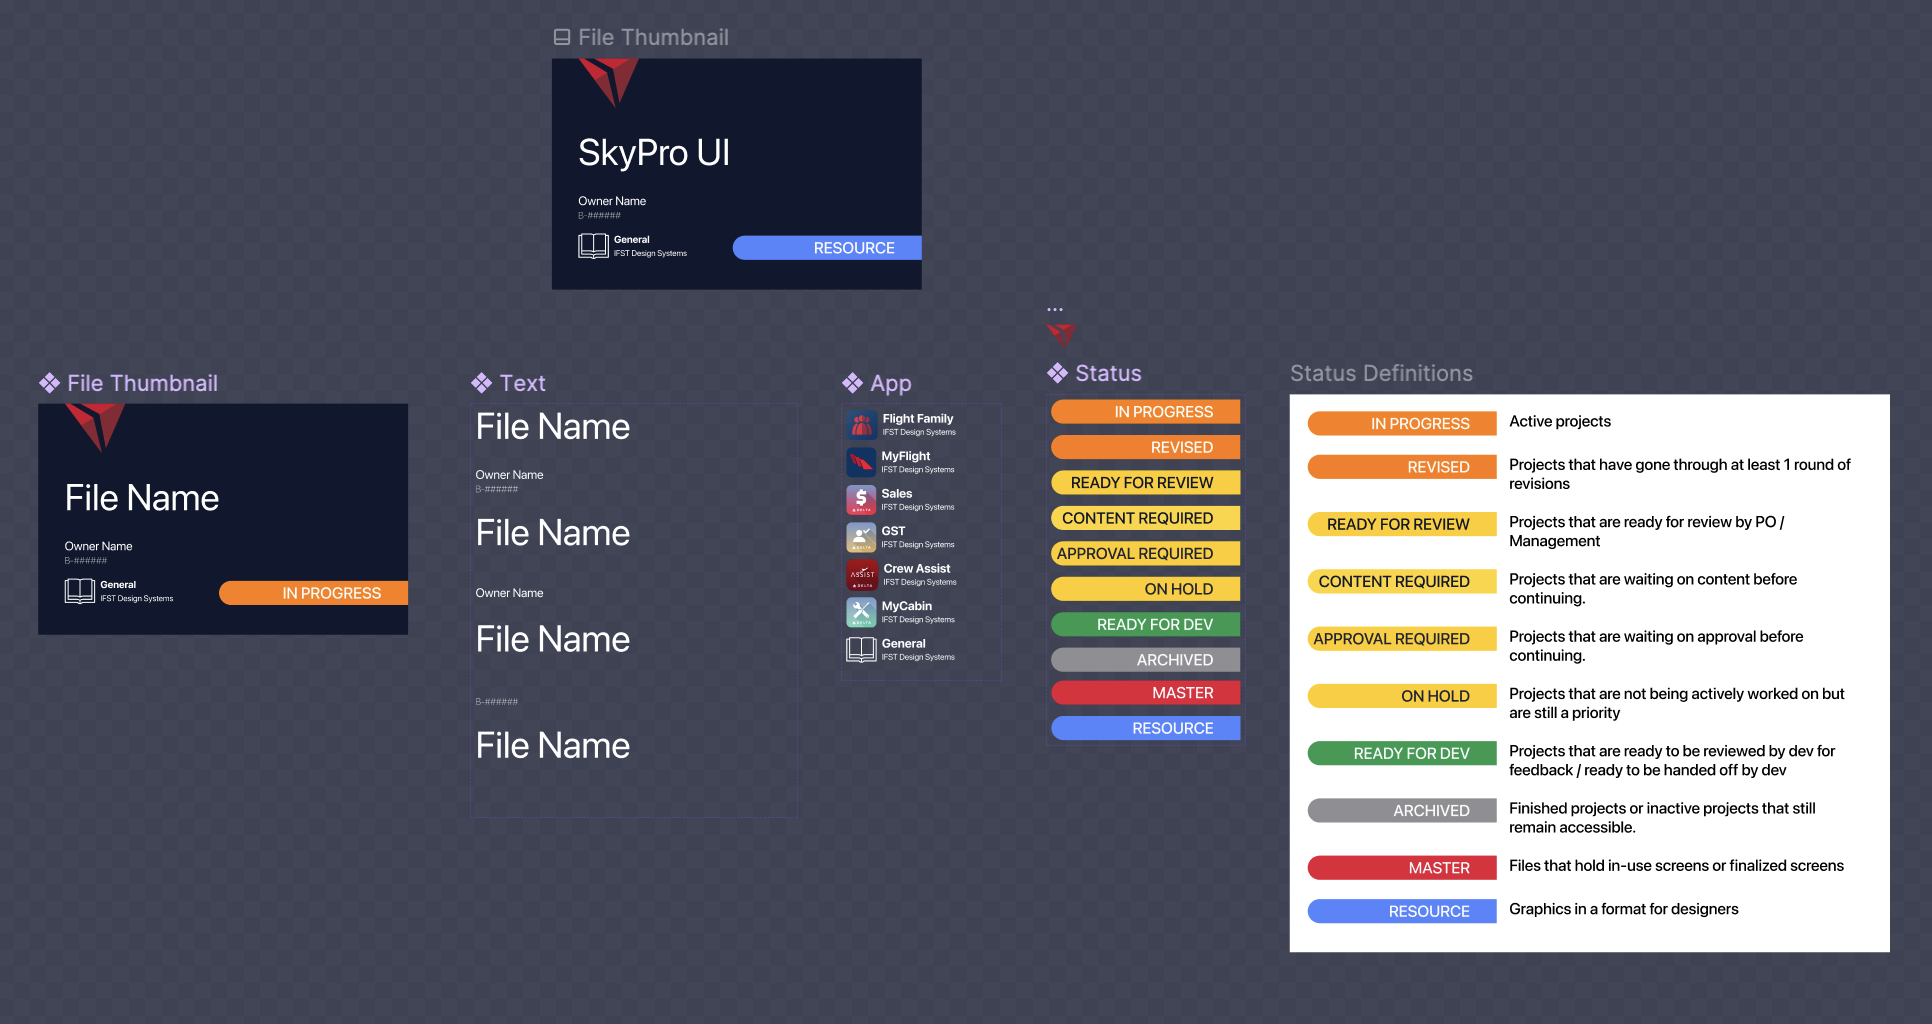 File Thumbnail
SkyPro UI
Owner Name
B-######
General
IFST Design Systems
RESOURCE
File Thumbnail
File Name
Owner Name
B-######
General
IFST Design Systems
IN PROGRESS
Text
File Name
Owner Name
B-######
File Name
Owner Name
File Name
B-######
File Name
App
Flight Family
IFST Design Systems
MyFlight
IFST Design Systems
Sales
IFST Design Systems
DELTA
GST
IFST Design Systems
DELTA
Crew Assist
IFST Design Systems
ASSIST
DELTA
MyCabin
IFST Design Systems
DELTA
General
IFST Design Systems
...
Status
IN PROGRESS
REVISED
READY FOR REVIEW
CONTENT REQUIRED
APPROVAL REQUIRED
ON HOLD
READY FOR DEV
ARCHIVED
MASTER
RESOURCE
Status Definitions
IN PROGRESS
Active projects
REVISED
Projects that have gone through at least 1 round of
revisions
READY FOR REVIEW
Projects that are ready for review by PO /
Management
CONTENT REQUIRED
Projects that are waiting on content before
continuing.
APPROVAL REQUIRED
Projects that are waiting on approval before
continuing.
ON HOLD
Projects that are not being actively worked on but
are still a priority
READY FOR DEV
Projects that are ready to be reviewed by dev for
feedback / ready to be handed off by dev
ARCHIVED
Finished projects or inactive projects that still
remain accessible.
MASTER
Files that hold in-use screens or finalized screens
RESOURCE
Graphics in a format for designers